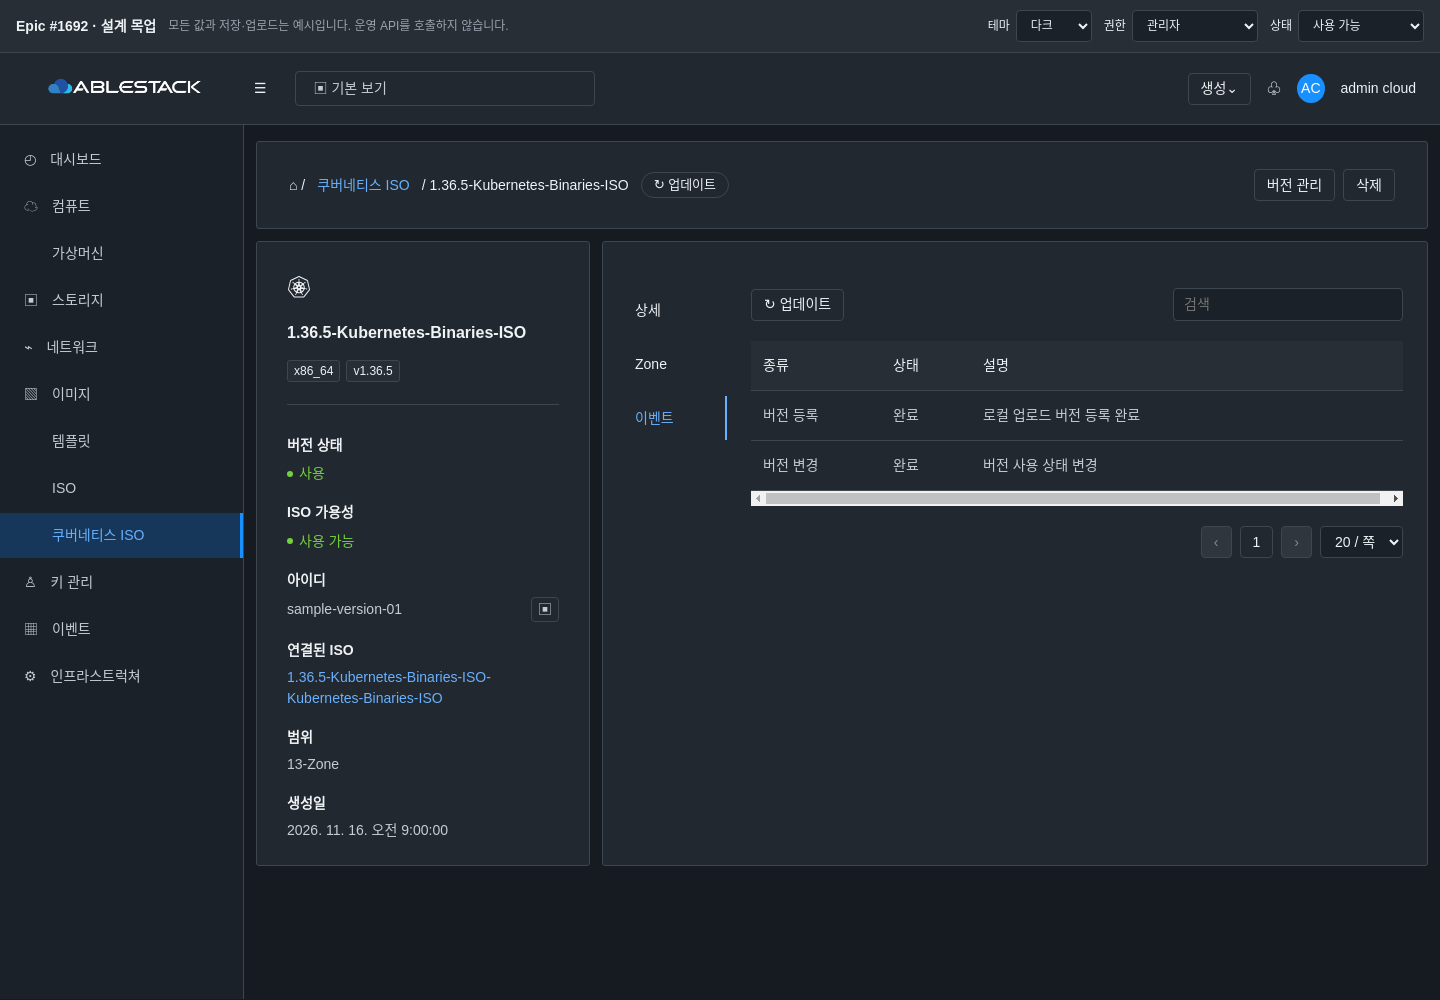 Epic #1692 · 설계 목업 모든 값과 저장·업로드는 예시입니다. 운영 API를 호출하지 않습니다. 테마 다크 권한 관리자 상태 사용 가능
ABLESTACK ☰ 기본 보기 생성 AC admin cloud
대시보드
컴퓨트
가상머신
스토리지
네트워크
이미지
템플릿
ISO
쿠버네티스 ISO
키 관리
이벤트
인프라스트럭쳐
⌂ / 쿠버네티스 ISO / 1.36.5-Kubernetes-Binaries-ISO ↻ 업데이트 버전 관리 삭제
1.36.5-Kubernetes-Binaries-ISO
x86_64 v1.36.5
버전 상태
사용
ISO 가용성
사용 가능
아이디
sample-version-01
연결된 ISO
1.36.5-Kubernetes-Binaries-ISO-
Kubernetes-Binaries-ISO
범위
13-Zone
생성일
2026. 11. 16. 오전 9:00:00
상세
Zone
이벤트
↻ 업데이트 검색
종류 상태 설명
버전 등록 완료 로컬 업로드 버전 등록 완료
버전 변경 완료 버전 사용 상태 변경
‹ 1 › 20 / 쪽